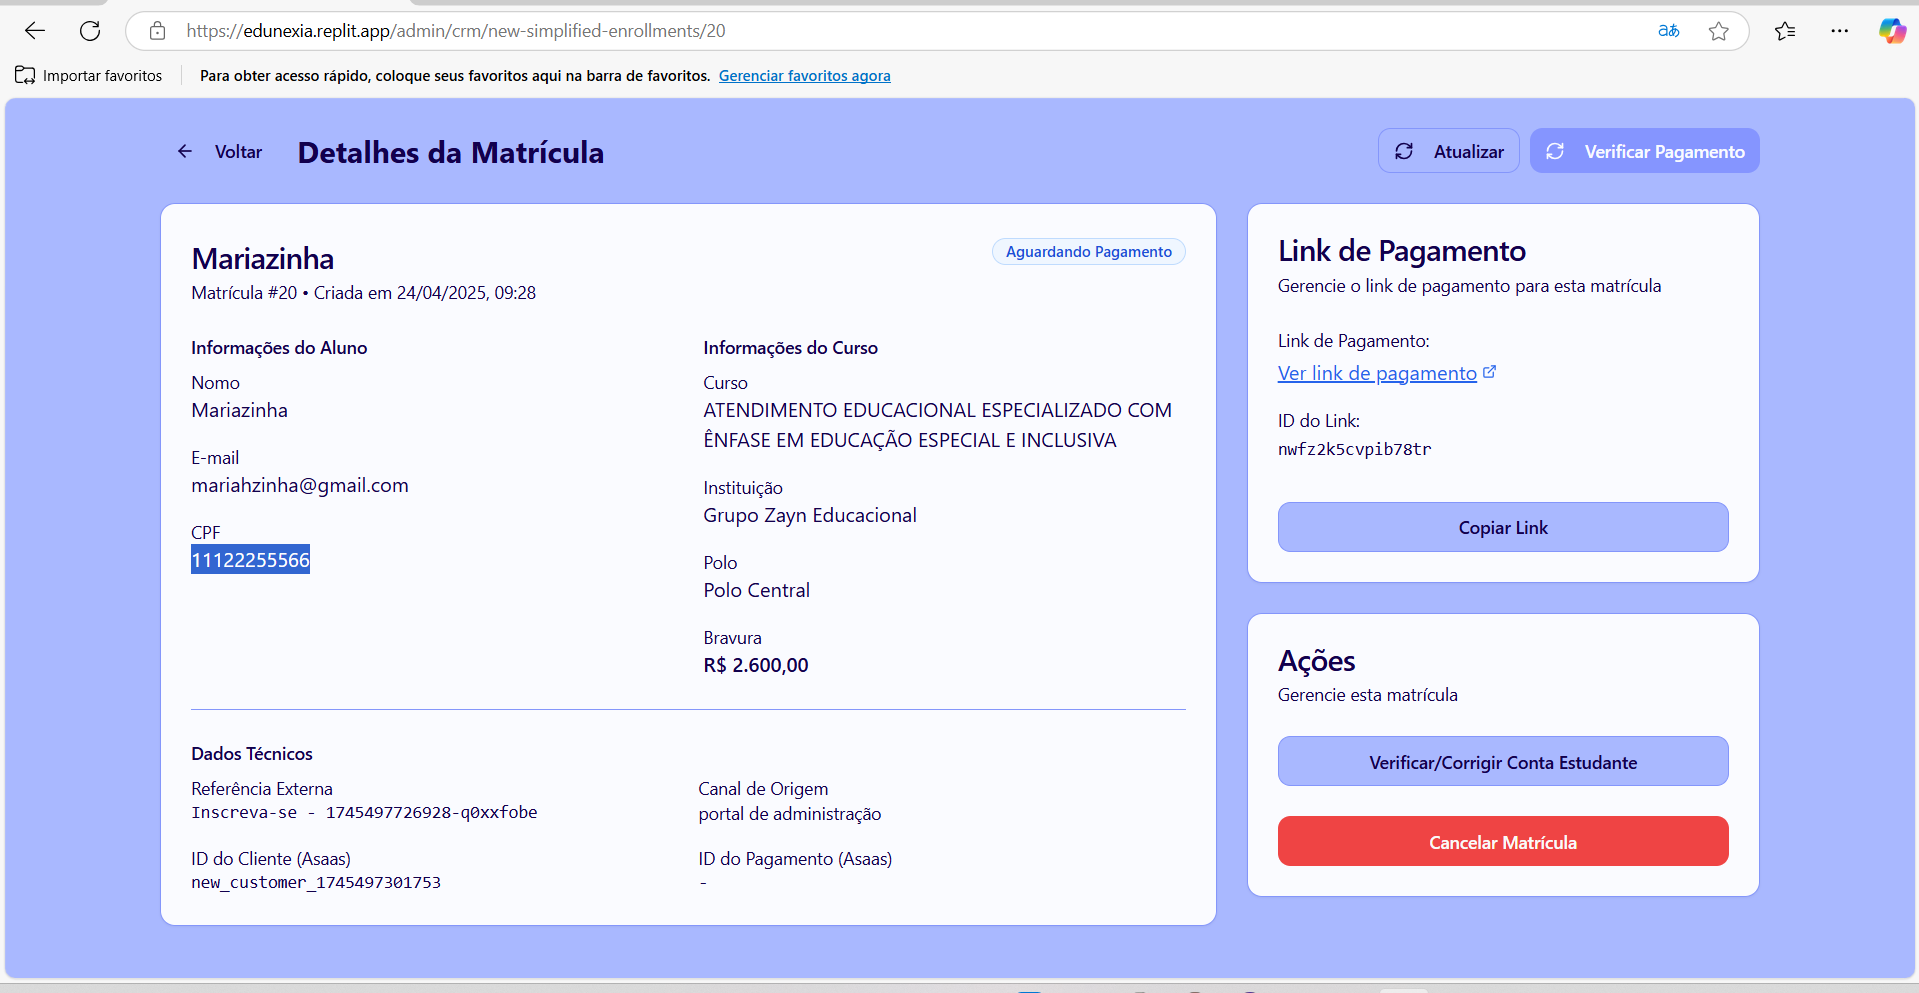 https://edunexia.replit.app/admin/crm/new-simplified-enrollments/20
aあ
Importar favoritos
Para obter acesso rápido, coloque seus favoritos aqui na barra de favoritos. Gerenciar favoritos agora
Voltar
Detalhes da Matrícula
Atualizar
Verificar Pagamento
Mariazinha
Aguardando Pagamento
Matrícula #20 • Criada em 24/04/2025, 09:28
Informações do Aluno
Nomo
Mariazinha
E-mail
mariahzinha@gmail.com
CPF
11122255566
Informações do Curso
Curso
ATENDIMENTO EDUCACIONAL ESPECIALIZADO COM
ÊNFASE EM EDUCAÇÃO ESPECIAL E INCLUSIVA
Instituição
Grupo Zayn Educacional
Polo
Polo Central
Bravura
R$ 2.600,00
Dados Técnicos
Referência Externa
Inscreva-se - 1745497726928-q0xxfobe
Canal de Origem
portal de administração
ID do Cliente (Asaas)
new_customer_1745497301753
ID do Pagamento (Asaas)
-
Link de Pagamento
Gerencie o link de pagamento para esta matrícula
Link de Pagamento:
Ver link de pagamento
ID do Link:
nwfz2k5cvpib78tr
Copiar Link
Ações
Gerencie esta matrícula
Verificar/Corrigir Conta Estudante
Cancelar Matrícula